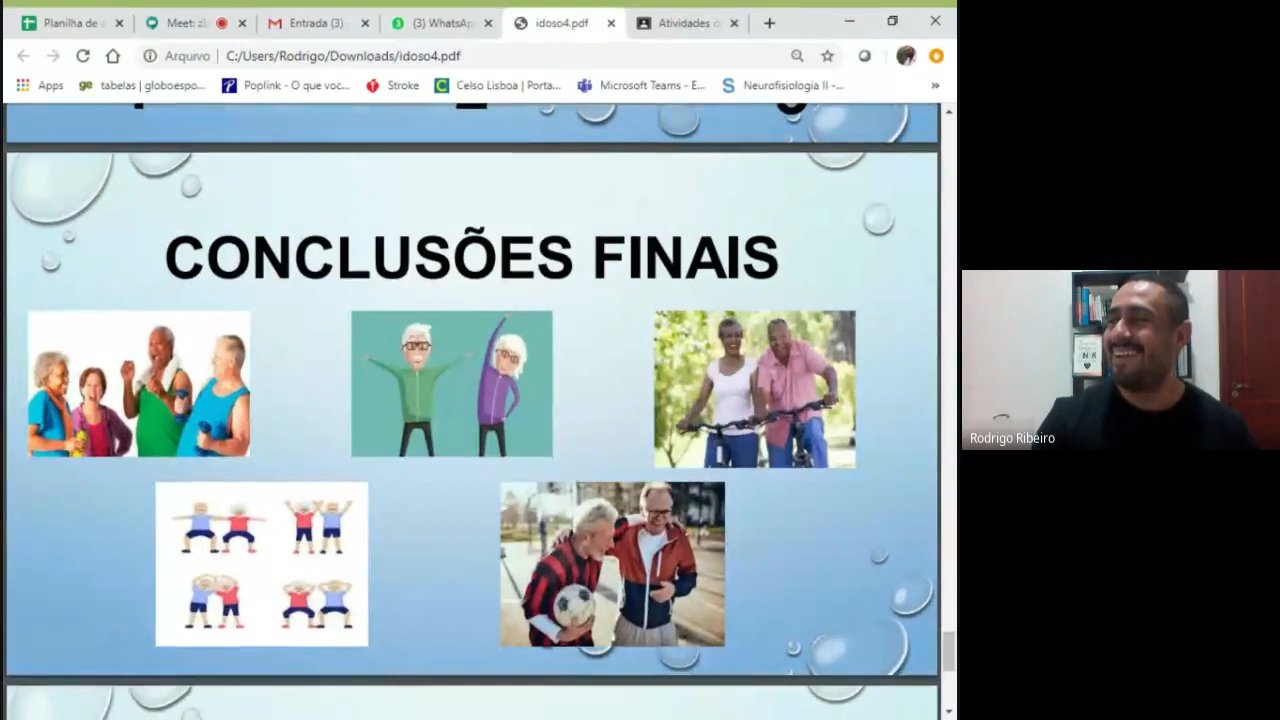 Planilha de s
Meet: zl
Entrada (3)
(3) WhatsAp
idoso4.pdf
Atividades d
Arquivo
C:/Users/Rodrigo/Downloads/idoso4.pdf
Apps
tabelas | globoespo...
Poplink - O que voc...
Stroke
Celso Lisboa | Porta...
Microsoft Teams - E...
Neurofisiologia II -...
»
CONCLUSÕES FINAIS
Rodrigo Ribeiro